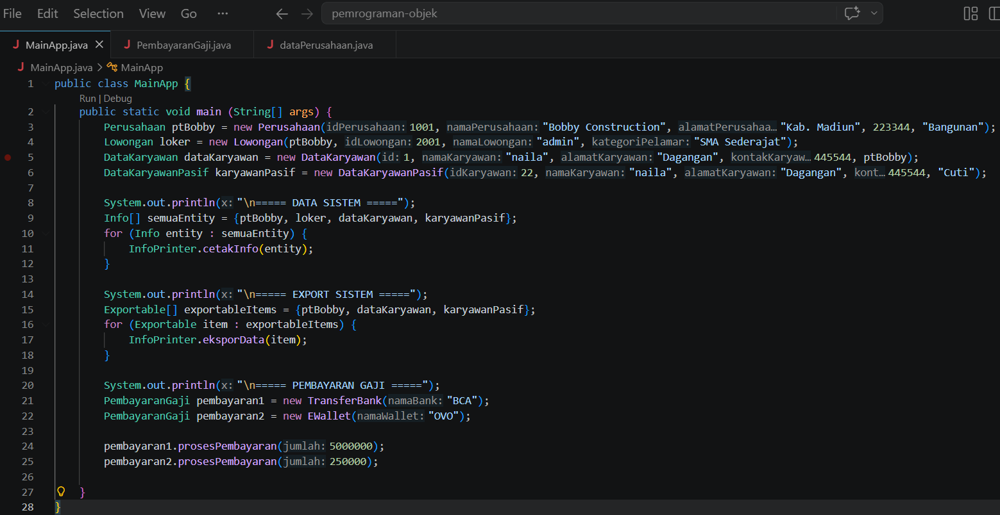 File Edit Selection View Go ··· pemrograman-objek
MainApp.java PembayaranGaji.java dataPerusahaan.java
MainApp.java > MainApp
1 public class MainApp {
Run | Debug
2 public static void main (String[] args) {
3 Perusahaan ptBobby = new Perusahaan(idPerusahaan: 1001, namaPerusahaan: "Bobby Construction", alamatPerusahaa… "Kab. Madiun", 223344, "Bangunan");
4 Lowongan loker = new Lowongan(ptBobby, idLowongan: 2001, namaLowongan: "admin", kategoriPelamar: "SMA Sederajat");
5 DataKaryawan dataKaryawan = new DataKaryawan(id: 1, namaKaryawan: "naila", alamatKaryawan: "Dagangan", kontakKaryaw… 445544, ptBobby);
6 DataKaryawanPasif karyawanPasif = new DataKaryawanPasif(idKaryawan: 22, namaKaryawan: "naila", alamatKaryawan: "Dagangan", kont… 445544, "Cuti");
7
8 System.out.println(x: "\n===== DATA SISTEM =====");
9 Info[] semuaEntity = {ptBobby, loker, dataKaryawan, karyawanPasif};
10 for (Info entity : semuaEntity) {
11 InfoPrinter.cetakInfo(entity);
12 }
13
14 System.out.println(x: "\n===== EXPORT SISTEM =====");
15 Exportable[] exportableItems = {ptBobby, dataKaryawan, karyawanPasif};
16 for (Exportable item : exportableItems) {
17 InfoPrinter.eksporData(item);
18 }
19
20 System.out.println(x: "\n===== PEMBAYARAN GAJI =====");
21 PembayaranGaji pembayaran1 = new TransferBank(namaBank: "BCA");
22 PembayaranGaji pembayaran2 = new EWallet(namaWallet: "OVO");
23
24 pembayaran1.prosesPembayaran(jumlah: 5000000);
25 pembayaran2.prosesPembayaran(jumlah: 250000);
26
27 }
28 }